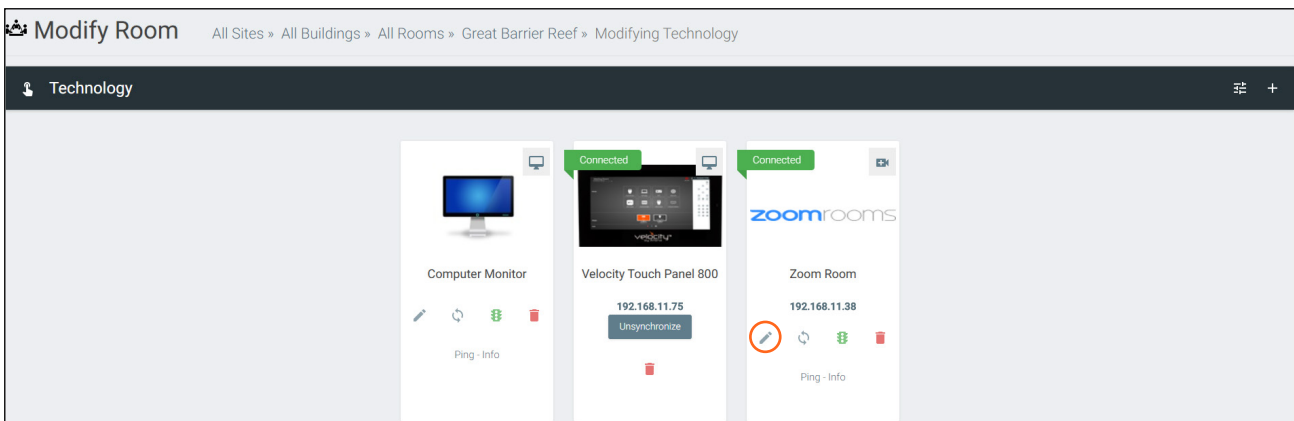 Modify Room
All Sites » All Buildings » All Rooms » Great Barrier Reef » Modifying Technology
Technology
Connected
Connected
velocity
zoomrooms
Computer Monitor
Velocity Touch Panel 800
Zoom Room
192.168.11.75
192.168.11.38
Unsynchronize
Ping - Info
Ping - Info